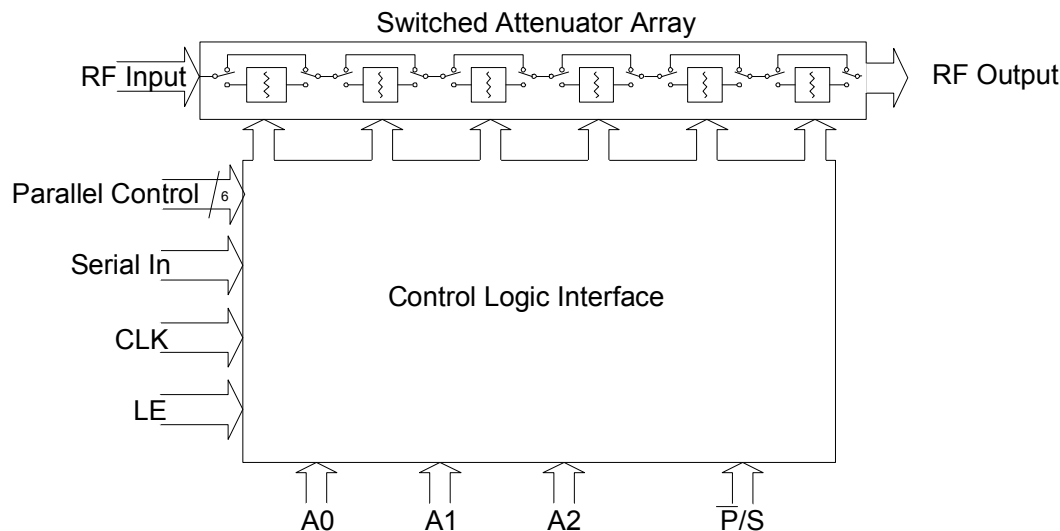 Switched Attenuator Array
RF Input
RF Output
Parallel Control
6
Serial In
Control Logic Interface
CLK
LE
A0
A1
A2
P̅/S